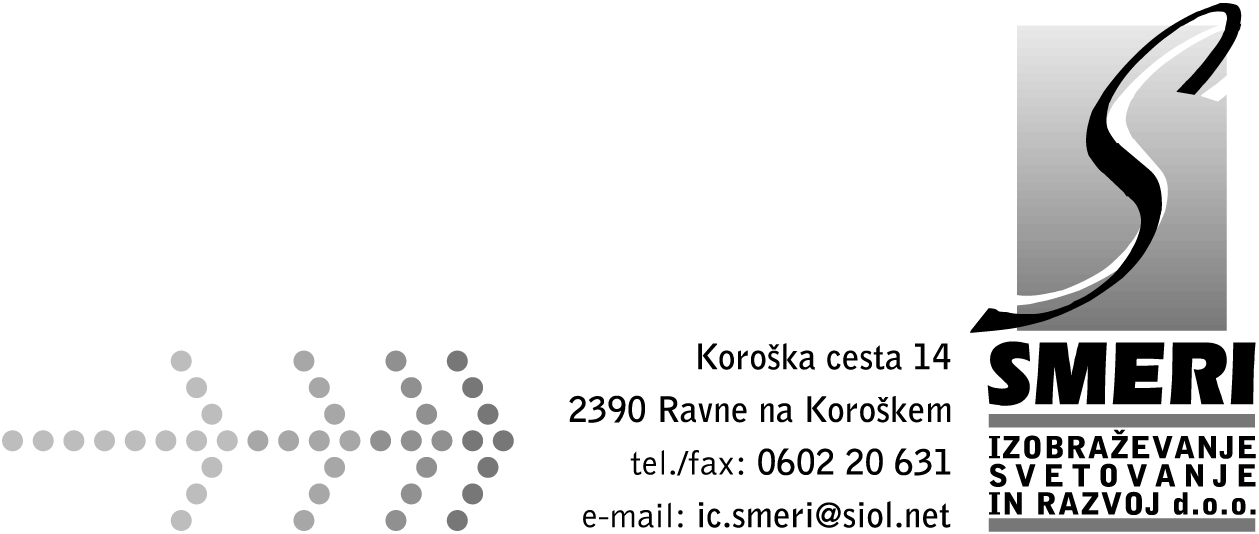 Koroška cesta 14
2390 Ravne na Koroškem
tel./fax: 0602 20 631
e-mail: ic.smeri@siol.net
S
SMERI
IZOBRAŽEVANJE
SVETOVANJE
IN RAZVOJ d.o.o.